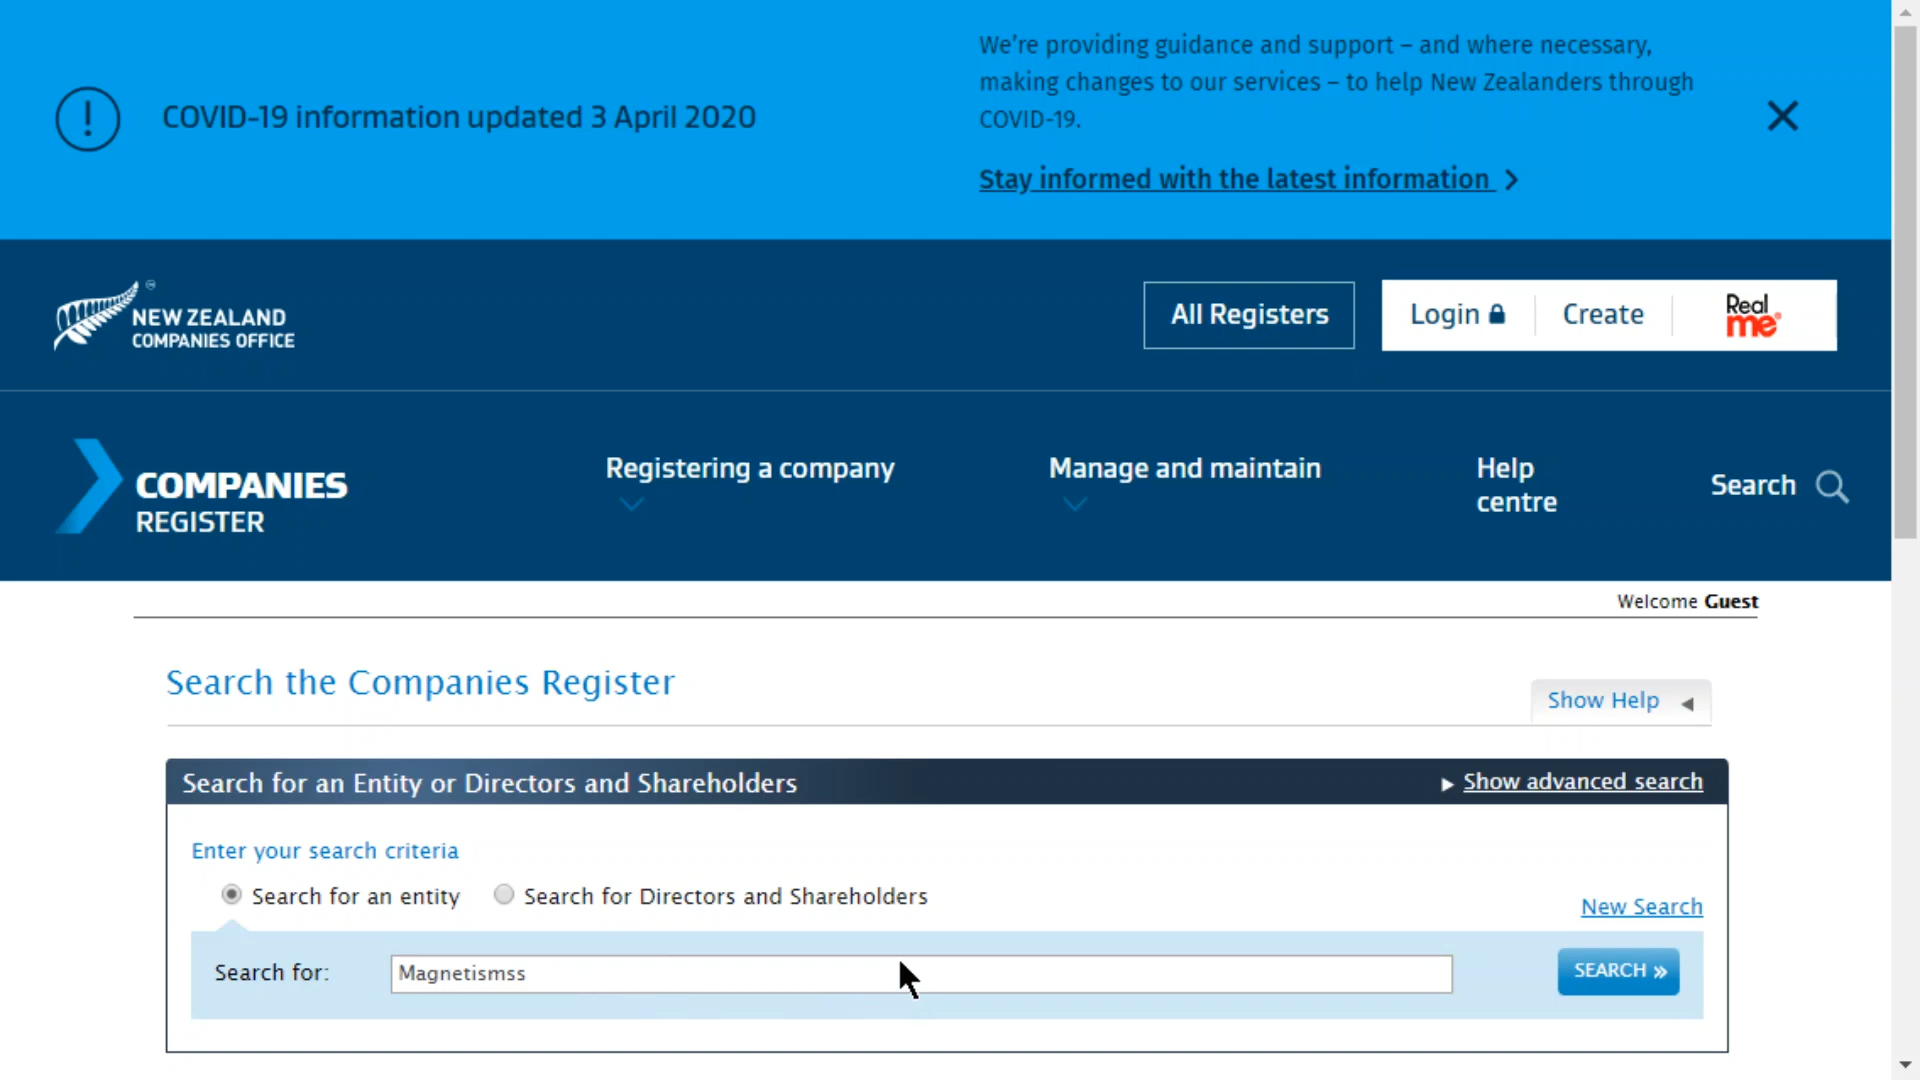 We're providing guidance and support – and where necessary,
making changes to our services – to help New Zealanders through
COVID-19.
COVID-19 information updated 3 April 2020
Stay informed with the latest information
NEW ZEALAND
COMPANIES OFFICE
All Registers
Login
Create
Real
me
COMPANIES
REGISTER
Registering a company
Manage and maintain
Help
centre
Search
Welcome Guest
Search the Companies Register
Show Help
Search for an Entity or Directors and Shareholders
Show advanced search
Enter your search criteria
Search for an entity
Search for Directors and Shareholders
New Search
Search for:
Magnetismss
SEARCH »